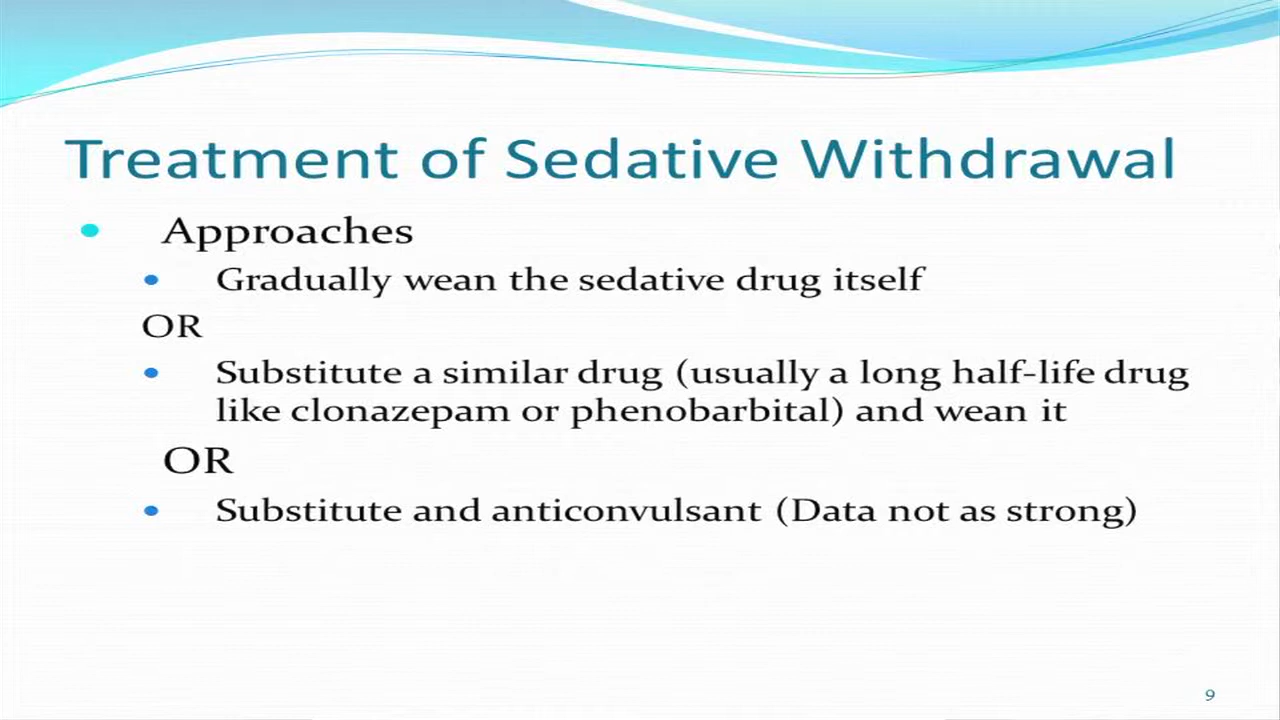 Treatment of Sedative Withdrawal
Approaches
Gradually wean the sedative drug itself
OR
Substitute a similar drug (usually a long half-life drug
like clonazepam or phenobarbital) and wean it
OR
Substitute and anticonvulsant (Data not as strong)
9